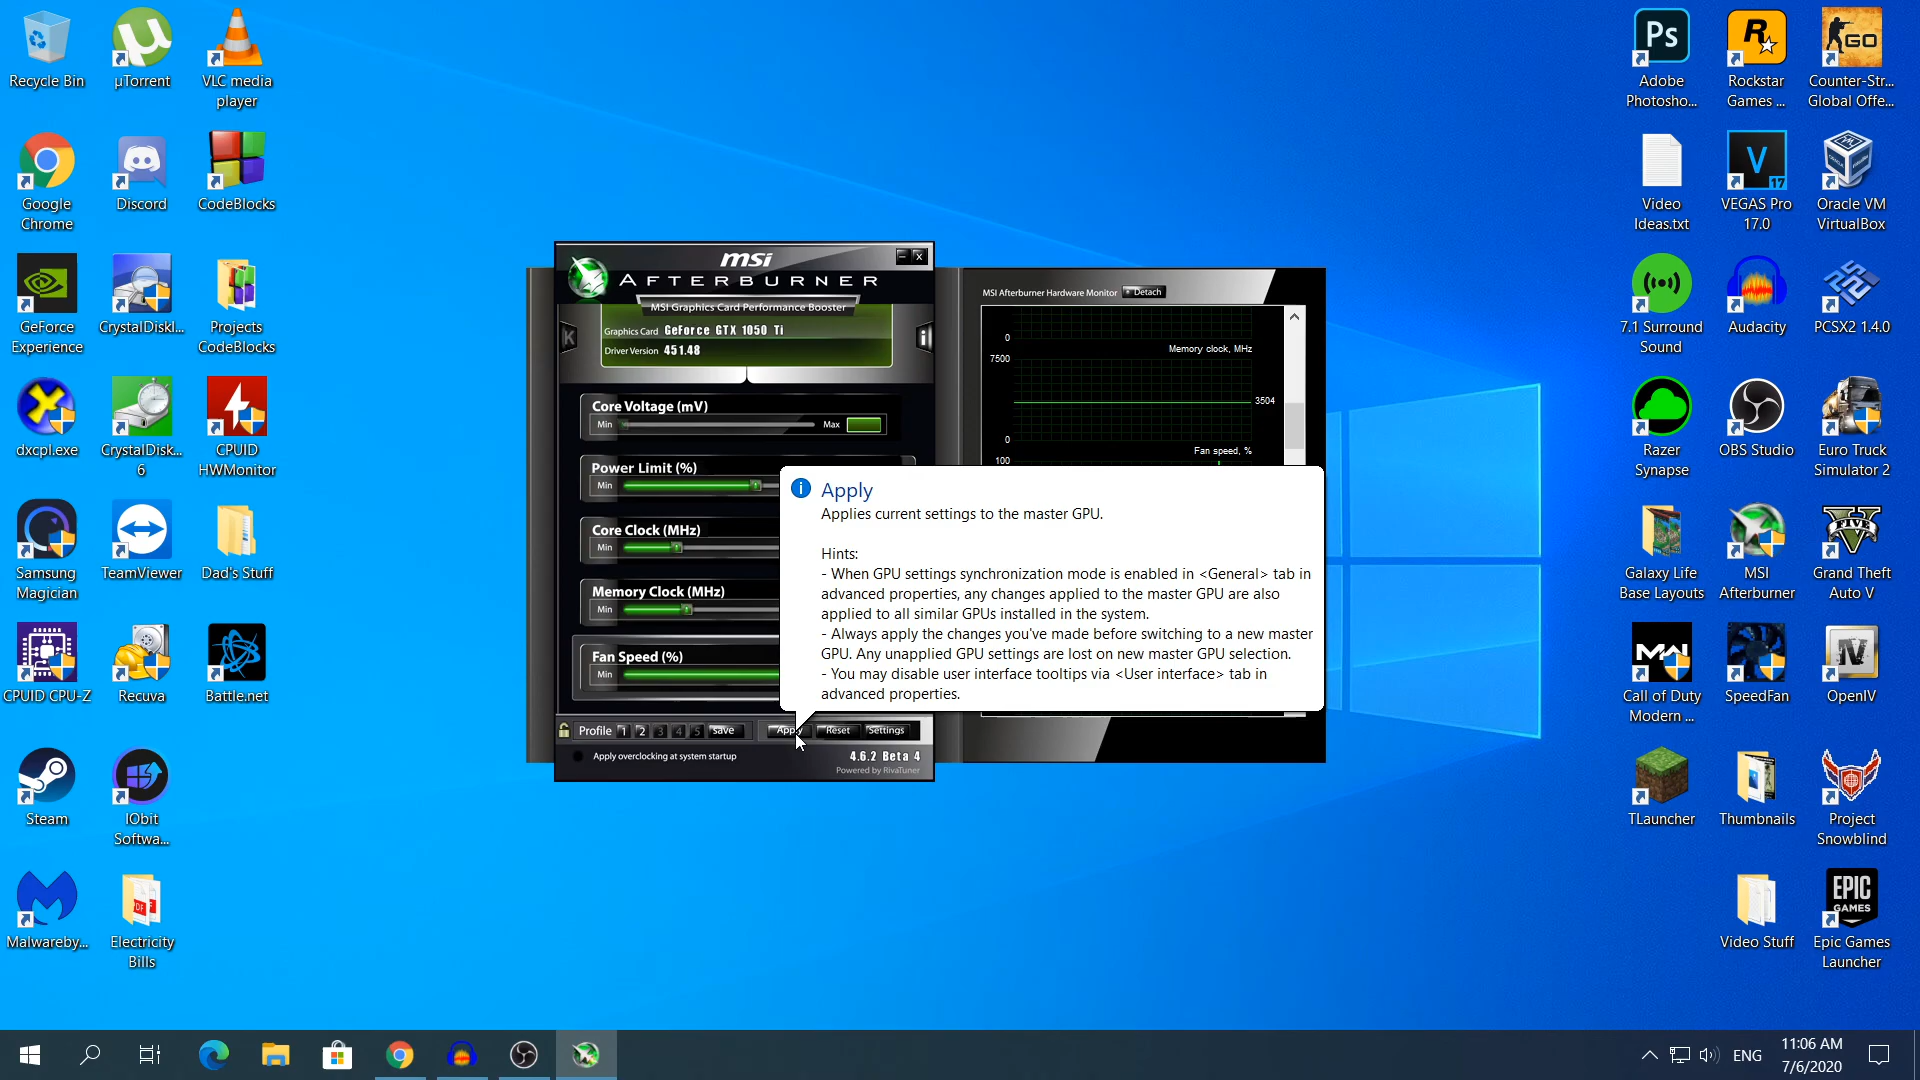 Recycle Bin
µTorrent
VLC media
player
Google
Chrome
Discord
CodeBlocks
GeForce
Experience
CrystalDiskI...
Projects
CodeBlocks
dxcpl.exe
CrystalDisk...
6
CPUID
HWMonitor
Samsung
Magician
TeamViewer
Dad's Stuff
CPUID CPU-Z
Recuva
Battle.net
Steam
IObit
Softwa...
Malwareby...
PDF
Electricity
Bills
msi
AFTERBURNER
MSI Graphics Card Performance Booster
K
i
Graphics Card GeForce GTX 1050 Ti
Driver Version 451.48
Core Voltage (mV)
Min
Max
Power Limit (%)
Min
Core Clock (MHz)
Min
Memory Clock (MHz)
Min
Fan Speed (%)
Min
Profile 1 2 3 4 5 save
Apply Reset Settings
Apply overclocking at system startup
4.6.2 Beta 4
Powered by RivaTuner
MSI Afterburner Hardware Monitor
Detach
0
Memory clock, MHz
7500
3504
0
Fan speed, %
100
Apply
Applies current settings to the master GPU.
Hints:
- When GPU settings synchronization mode is enabled in <General> tab in
advanced properties, any changes applied to the master GPU are also
applied to all similar GPUs installed in the system.
- Always apply the changes you've made before switching to a new master
GPU. Any unapplied GPU settings are lost on new master GPU selection.
- You may disable user interface tooltips via <User interface> tab in
advanced properties.
Ps
Adobe
Photosho...
R
Rockstar
Games ...
GO
Counter-Str...
Global Offe...
Video
Ideas.txt
V
17
VEGAS Pro
17.0
Oracle VM
VirtualBox
7.1 Surround
Sound
Audacity
PCSX2 1.4.0
Razer
Synapse
OBS Studio
Euro Truck
Simulator 2
Galaxy Life
Base Layouts
MSI
Afterburner
V
FIVE
Grand Theft
Auto V
MW
Call of Duty
Modern ...
SpeedFan
IV
OpenIV
TLauncher
Thumbnails
Project
Snowblind
Video Stuff
EPIC
GAMES
Epic Games
Launcher
ENG
11:06 AM
7/6/2020